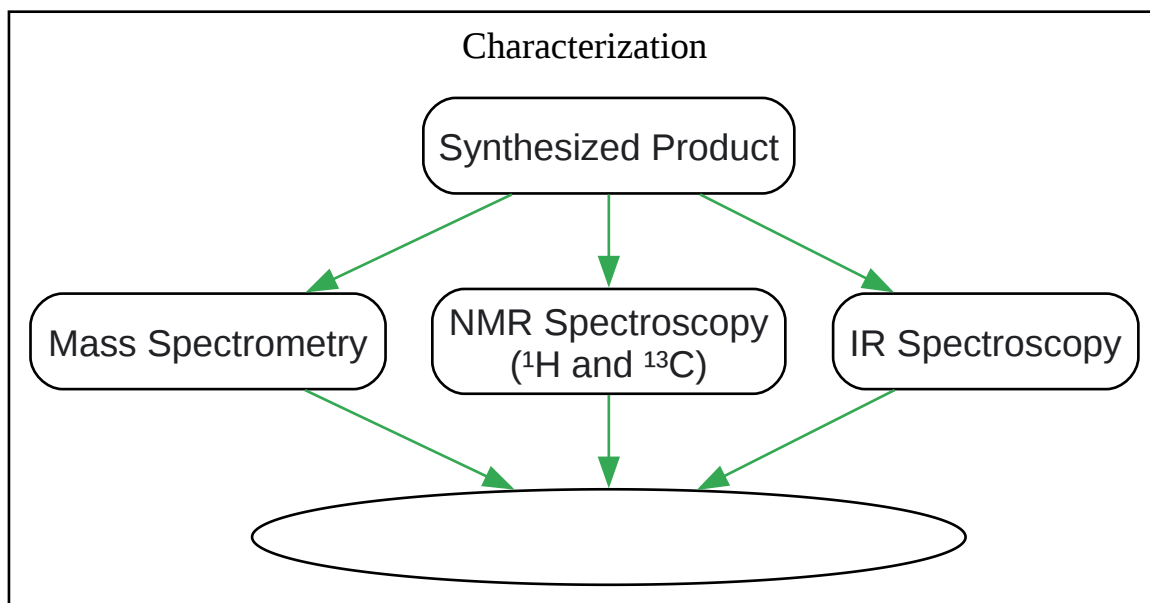 Characterization
Synthesized Product
Mass Spectrometry
NMR Spectroscopy
(¹H and ¹³C)
IR Spectroscopy